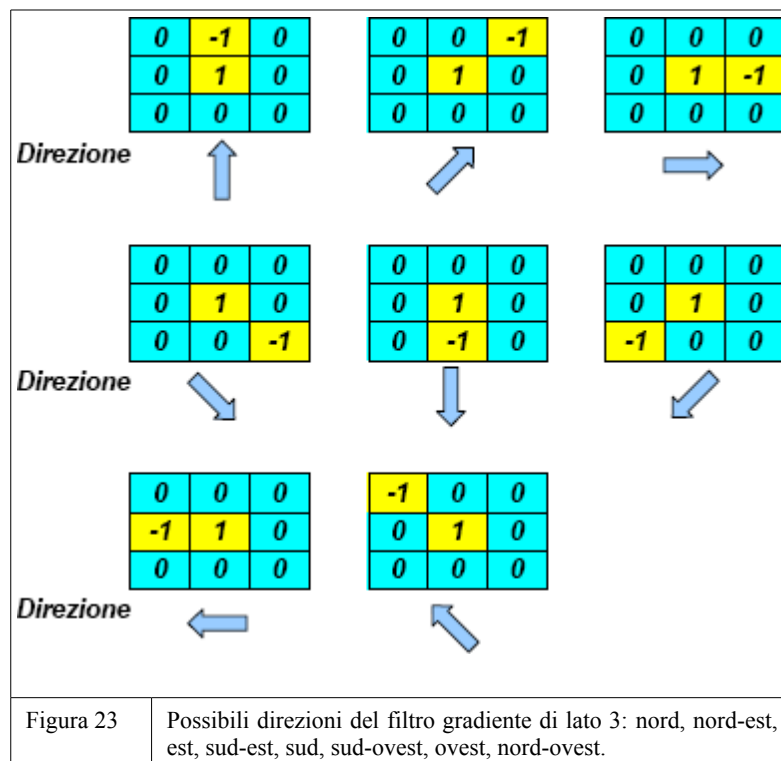 0 -1 0 0 0 -1 0 0 0
0 1 0 0 1 0 0 1 -1
0 0 0 0 0 0 0 0 0
Direzione
0 0 0 0 0 0 0 0 0
0 1 0 0 1 0 0 1 0
0 0 -1 0 -1 0 -1 0 0
Direzione
0 0 0 -1 0 0
-1 1 0 0 1 0
0 0 0 0 0 0
Direzione
Figura 23
Possibili direzioni del filtro gradiente di lato 3: nord, nord-est,
est, sud-est, sud, sud-ovest, ovest, nord-ovest.